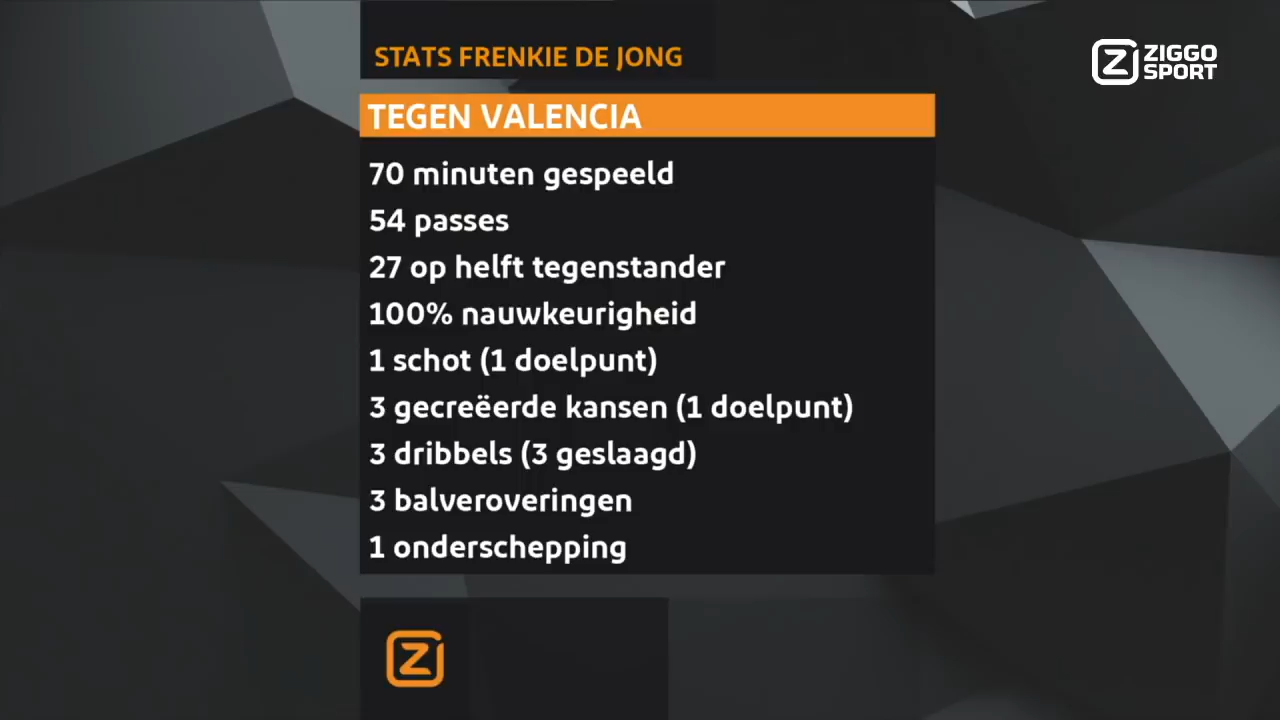 STATS FRENKIE DE JONG
ZIGGO
SPORT
TEGEN VALENCIA
70 minuten gespeeld
54 passes
27 op helft tegenstander
100% nauwkeurigheid
1 schot (1 doelpunt)
3 gecreëerde kansen (1 doelpunt)
3 dribbels (3 geslaagd)
3 balveroveringen
1 onderschepping